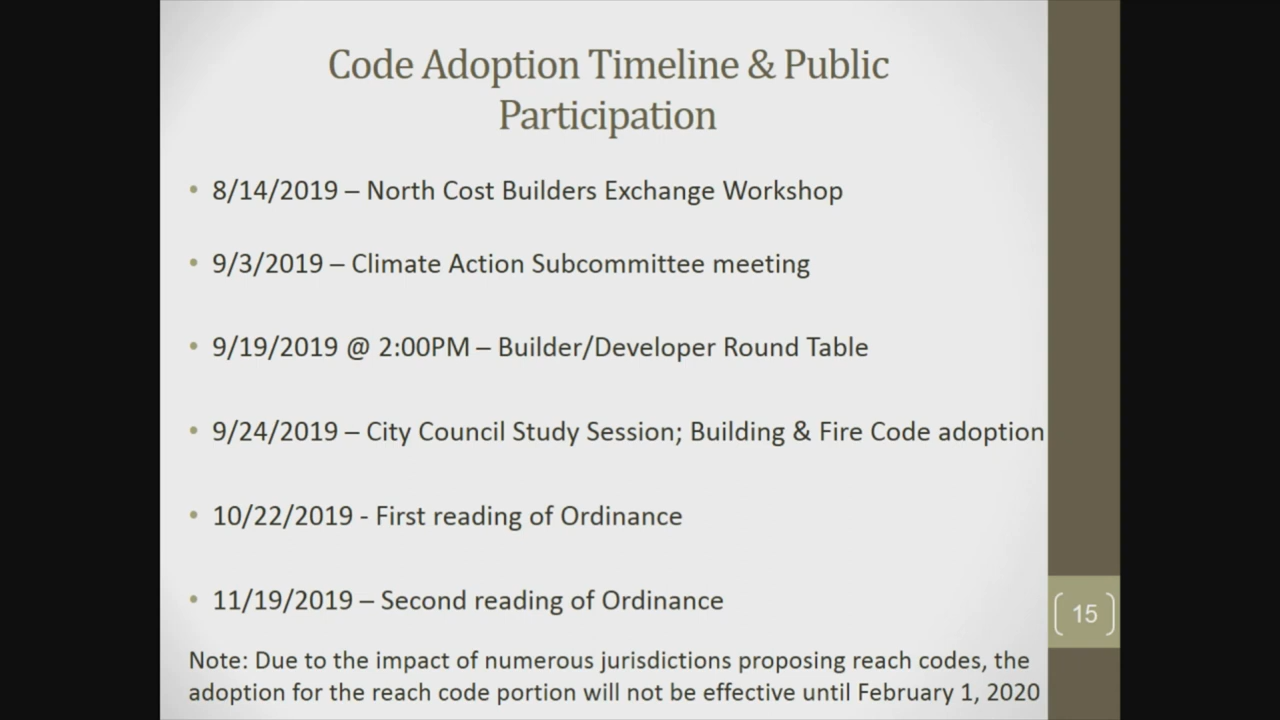 Code Adoption Timeline & Public
Participation
• 8/14/2019 – North Cost Builders Exchange Workshop
• 9/3/2019 – Climate Action Subcommittee meeting
• 9/19/2019 @ 2:00PM – Builder/Developer Round Table
• 9/24/2019 – City Council Study Session; Building & Fire Code adoption
• 10/22/2019 - First reading of Ordinance
• 11/19/2019 – Second reading of Ordinance
15
Note: Due to the impact of numerous jurisdictions proposing reach codes, the
adoption for the reach code portion will not be effective until February 1, 2020